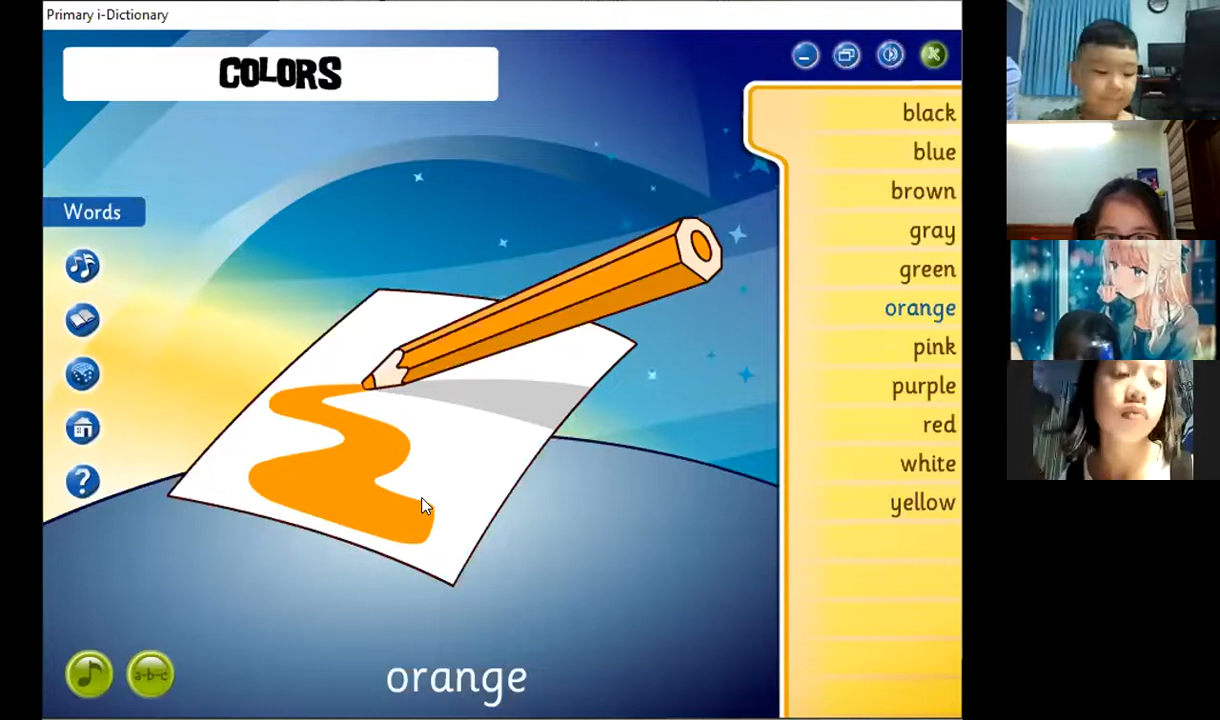 Primary i-Dictionary
COLORS
Words
black
blue
brown
gray
green
orange
pink
purple
red
white
yellow
?
a-b-c
orange